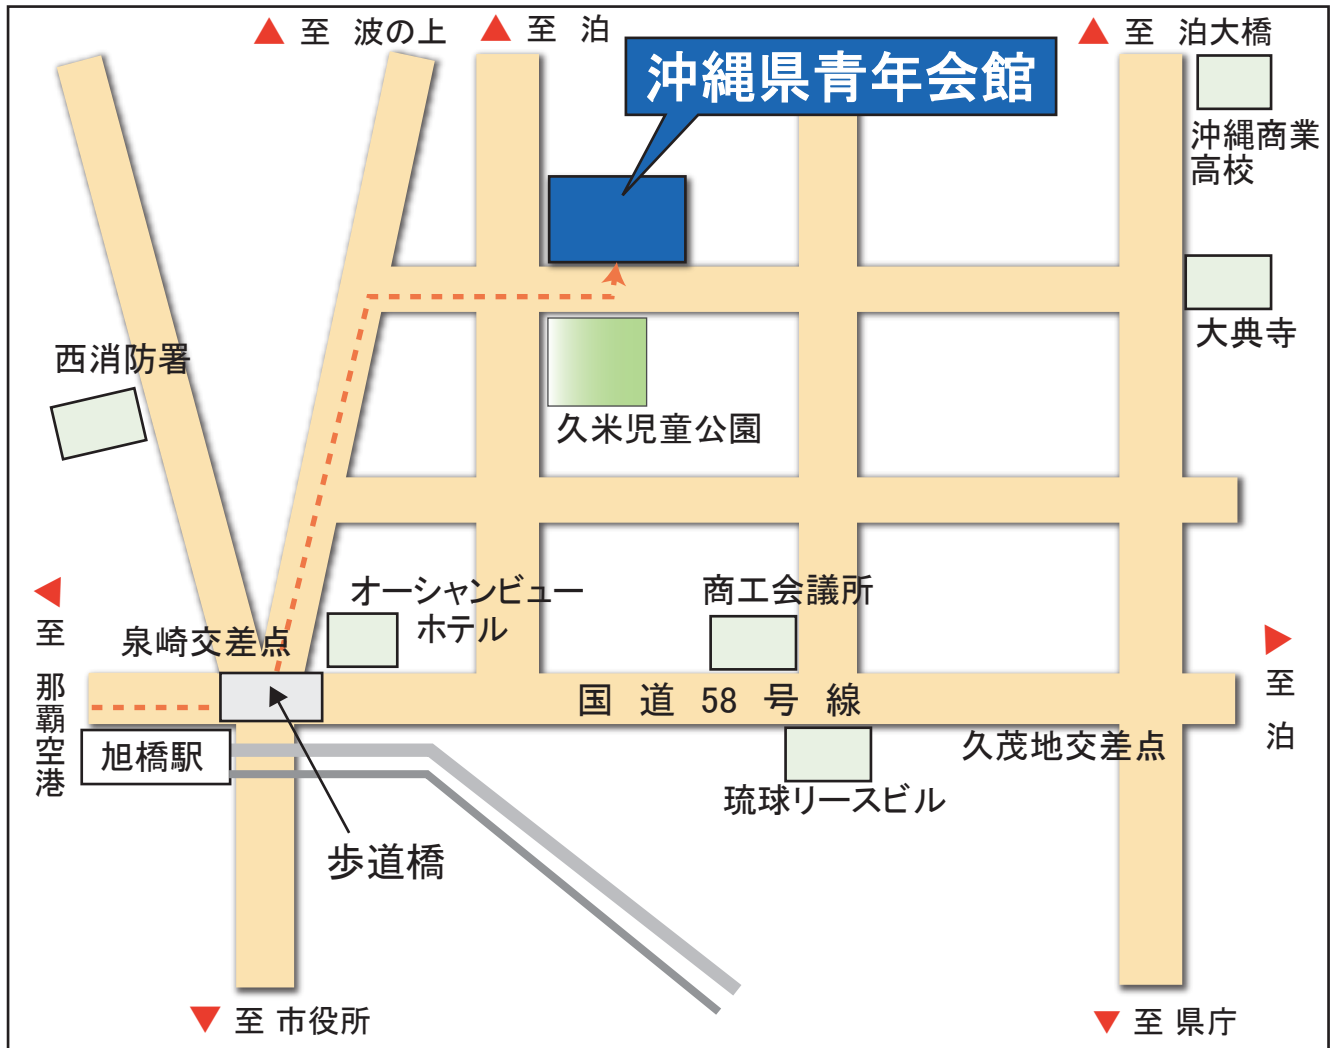 至 波の上
至 泊
至 泊大橋
沖縄県青年会館
沖縄商業
高校
大典寺
西消防署
久米児童公園
オーシャンビュー
ホテル
商工会議所
泉崎交差点
至 那覇空港
国道58号線
至 泊
旭橋駅
久茂地交差点
琉球リースビル
歩道橋
至 市役所
至 県庁